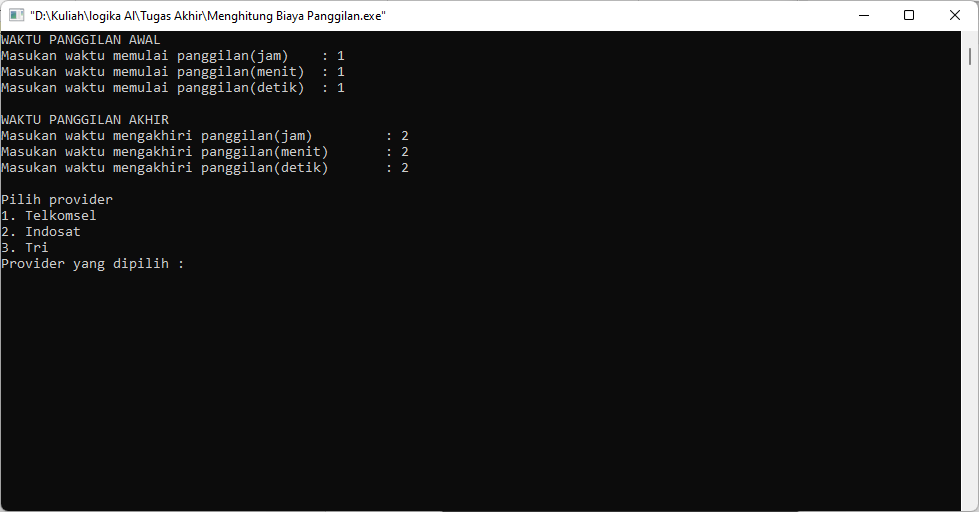 "D:\Kuliah\logika Al\Tugas Akhir\Menghitung Biaya Panggilan.exe"
WAKTU PANGGILAN AWAL
Masukan waktu memulai panggilan(jam)    : 1
Masukan waktu memulai panggilan(menit)  : 1
Masukan waktu memulai panggilan(detik)  : 1
WAKTU PANGGILAN AKHIR
Masukan waktu mengakhiri panggilan(jam)         : 2
Masukan waktu mengakhiri panggilan(menit)       : 2
Masukan waktu mengakhiri panggilan(detik)       : 2
Pilih provider
1. Telkomsel
2. Indosat
3. Tri
Provider yang dipilih :